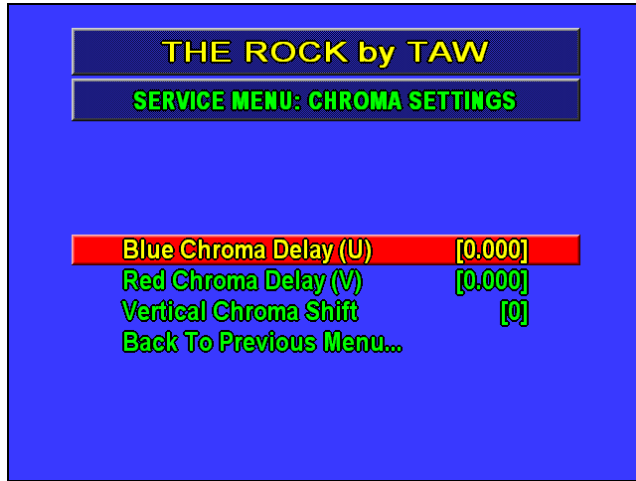 THE ROCK by TAW
SERVICE MENU: CHROMA SETTINGS
Blue Chroma Delay (U) [0.000]
Red Chroma Delay (V) [0.000]
Vertical Chroma Shift [0]
Back To Previous Menu...